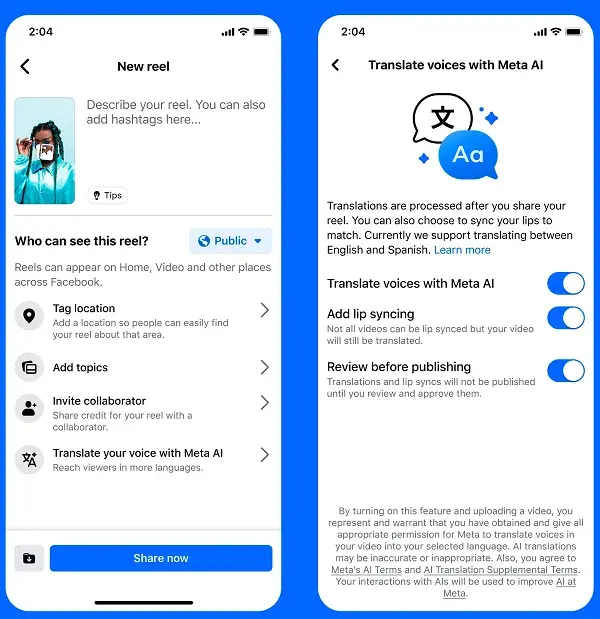 2:04
New reel
Describe your reel. You can also
add hashtags here...
Tips
Who can see this reel?
Public
Reels can appear on Home, Video and other places
across Facebook.
Tag location
Add a location so people can easily find
your reel about that area.
Add topics
Invite collaborator
Share credit for your reel with a
collaborator.
Translate your voice with Meta AI
Reach viewers in more languages.
Share now
2:04
Translate voices with Meta AI
文
Aa
Translations are processed after you share your
reel. You can also choose to sync your lips to
match. Currently we support translating between
English and Spanish. Learn more
Translate voices with Meta AI
Add lip syncing
Not all videos can be lip synced but your video
will still be translated.
Review before publishing
Translations and lip syncs will not be published
until you review and approve them.
By turning on this feature and uploading a video, you
represent and warrant that you have obtained and give all
appropriate permission for Meta to translate voices in
your video into your selected language. AI translations
may be inaccurate or inappropriate. Also, you agree to
Meta's AI Terms and AI Translation Supplemental Terms.
Your interactions with AIs will be used to improve AI at
Meta.